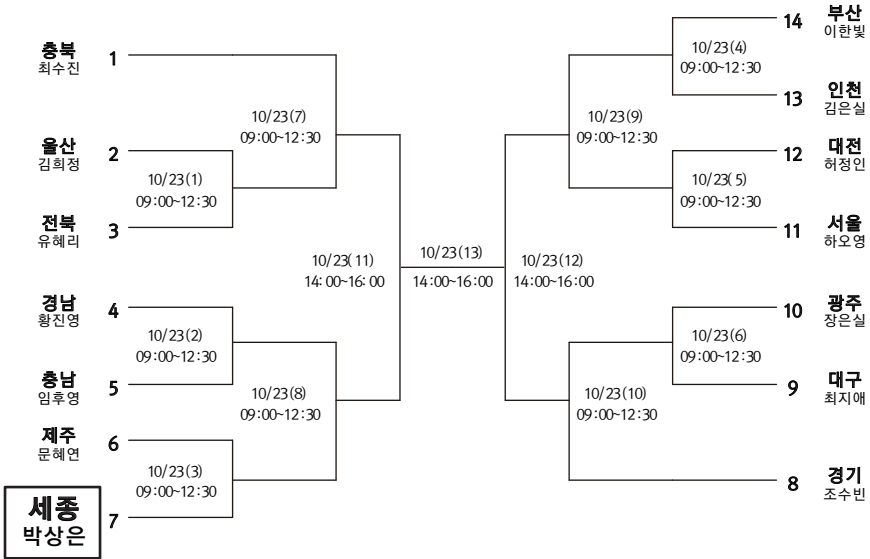 충북
최수진
1
10/23(7)
09:00~12:30
울산
김희정
2
10/23(1)
09:00~12:30
전북
유혜리
3
10/23(11)
14:00~16:00
경남
황진영
4
10/23(2)
09:00~12:30
충남
임후영
5
10/23(8)
09:00~12:30
제주
문혜연
6
10/23(3)
09:00~12:30
세종
박상은
7
10/23(13)
14:00~16:00
14
부산
이한빛
10/23(4)
09:00~12:30
13
인천
김은실
10/23(9)
09:00~12:30
12
대전
허정인
10/23(5)
09:00~12:30
11
서울
하오영
10/23(12)
14:00~16:00
10
광주
장은실
10/23(6)
09:00~12:30
9
대구
최지애
10/23(10)
09:00~12:30
8
경기
조수빈